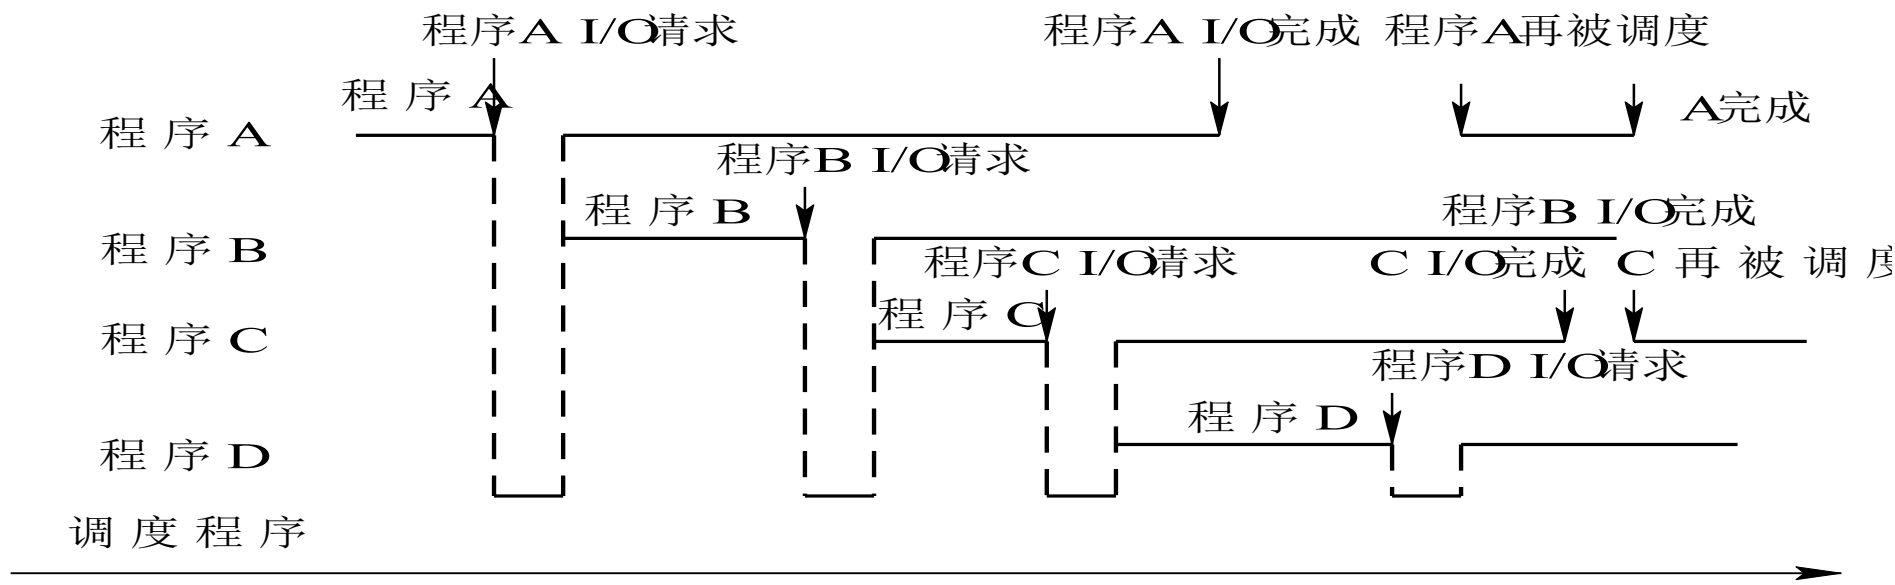 程序A I/O请求
程序A I/O完成
程序A再被调度
程序A
A完成
程序A
程序B I/O请求
程序B
程序B I/O完成
程序B
程序C I/O请求
C I/O完成
C再被调度
程序C
程序C
程序D I/O请求
程序D
程序D
调度程序